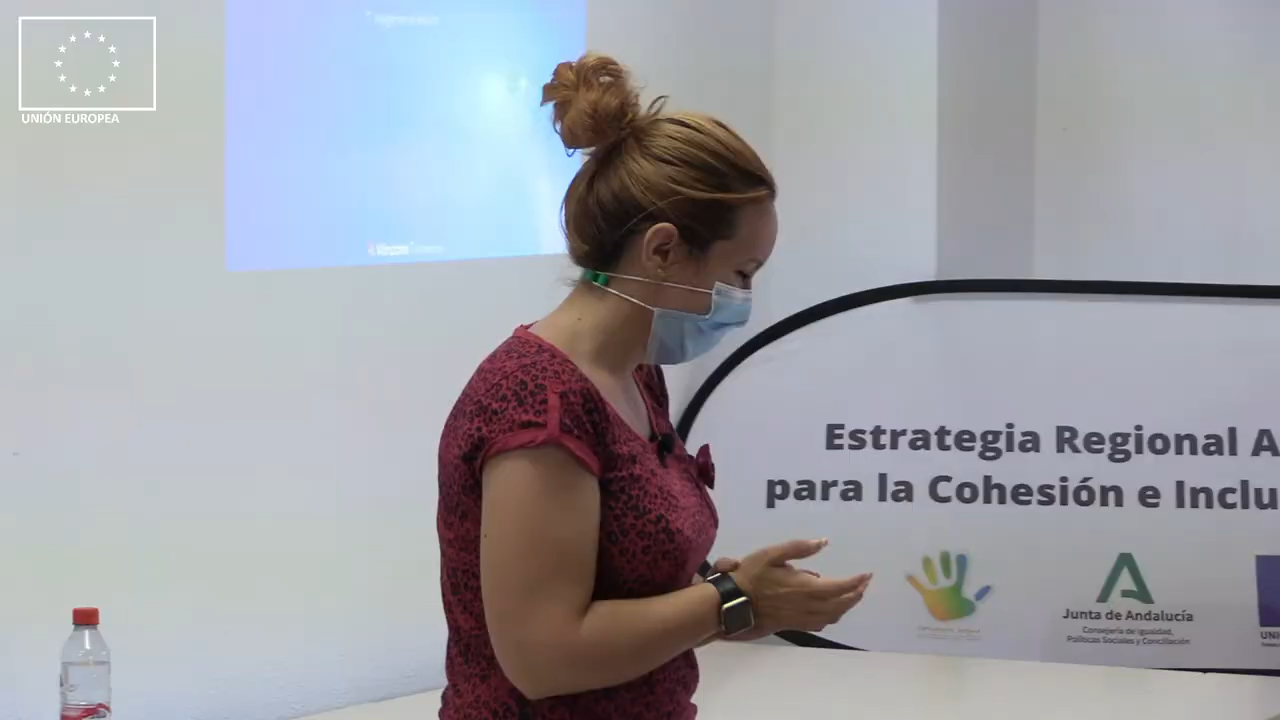 UNIÓN EUROPEA
Estrategia Regional A
para la Cohesión e Inclu
Junta de Andalucía
Consejería de Igualdad,
Políticas Sociales y Conciliación